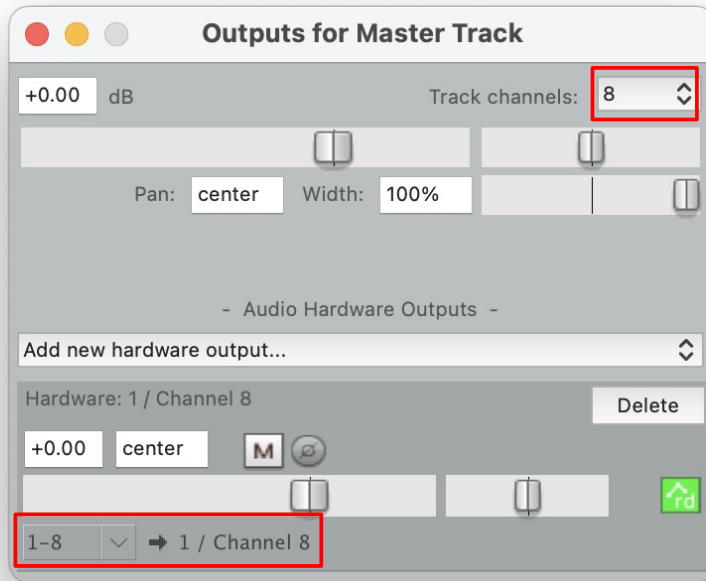 Outputs for Master Track
+0.00 dB Track channels: 8
Pan: center Width: 100%
- Audio Hardware Outputs -
Add new hardware output...
Hardware: 1 / Channel 8 Delete
+0.00 center M ø
rd
1-8 → 1 / Channel 8